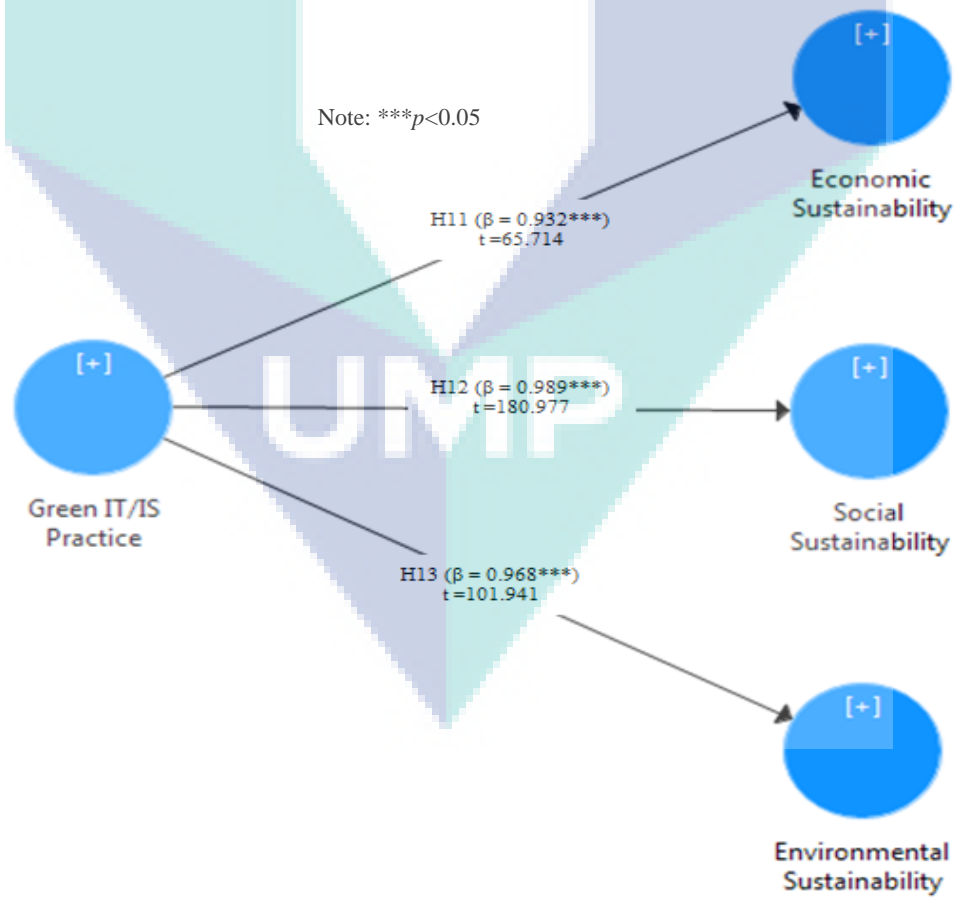 [+]
Note: ***p<0.05
Economic
Sustainability
H11 (β = 0.932***)
t=65.714
[+]
[+]
UMP
H12 (β = 0.989***)
t=180.977
Green IT/IS
Practice
Social
Sustainability
H13 (β = 0.968***)
t=101.941
[+]
Environmental
Sustainability